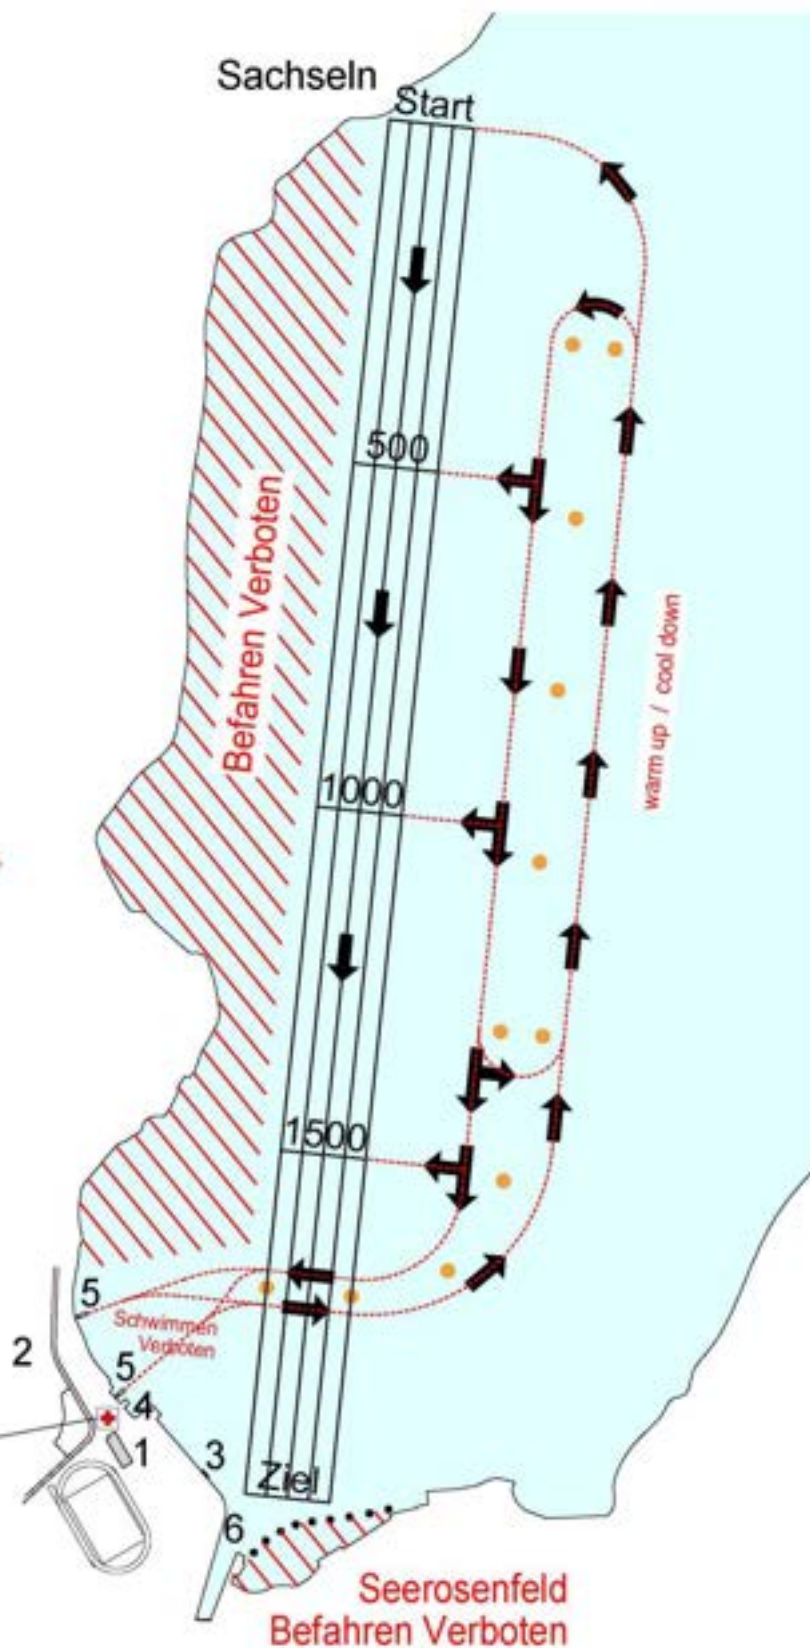 Sachseln
Start
500
Befahren Verboten
warm up / cool down
1000
1500
5
Schwimmen
Verboten
2
5
4
1
3
Ziel
6
Seerosenfeld
Befahren Verboten